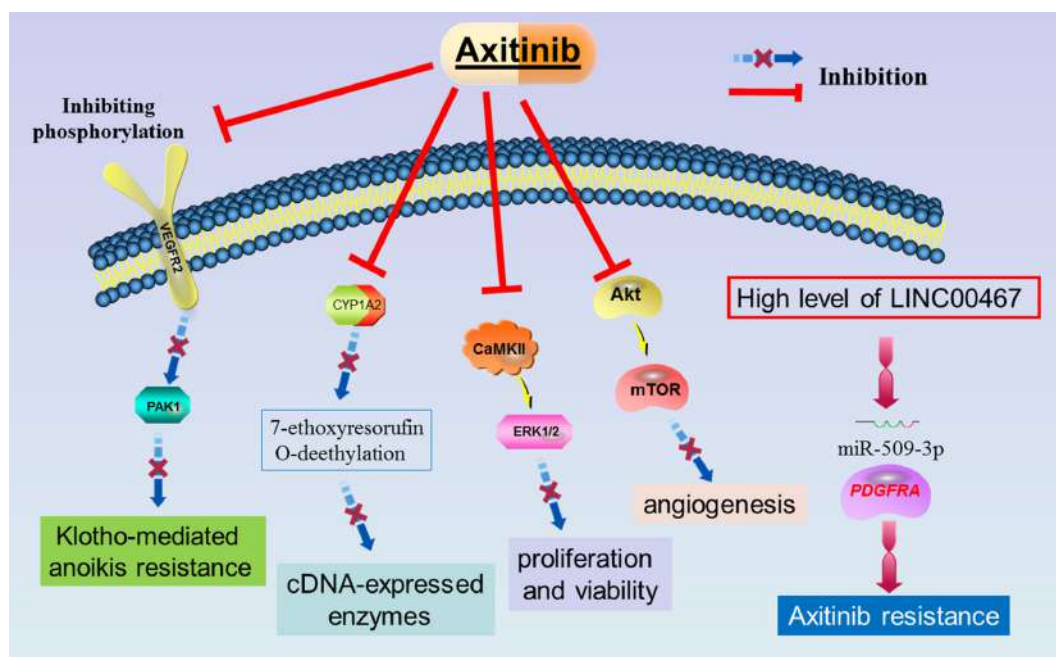 Axitinib
Inhibition
Inhibiting
phosphorylation
VEGFR2
CYP1A2
Akt
High level of LINC00467
CaMKII
mTOR
PAK1
7-ethoxyresorufin
O-deethylation
ERK1/2
miR-509-3p
PDGFRA
angiogenesis
Klotho-mediated
anoikis resistance
proliferation
and viability
cDNA-expressed
enzymes
Axitinib resistance